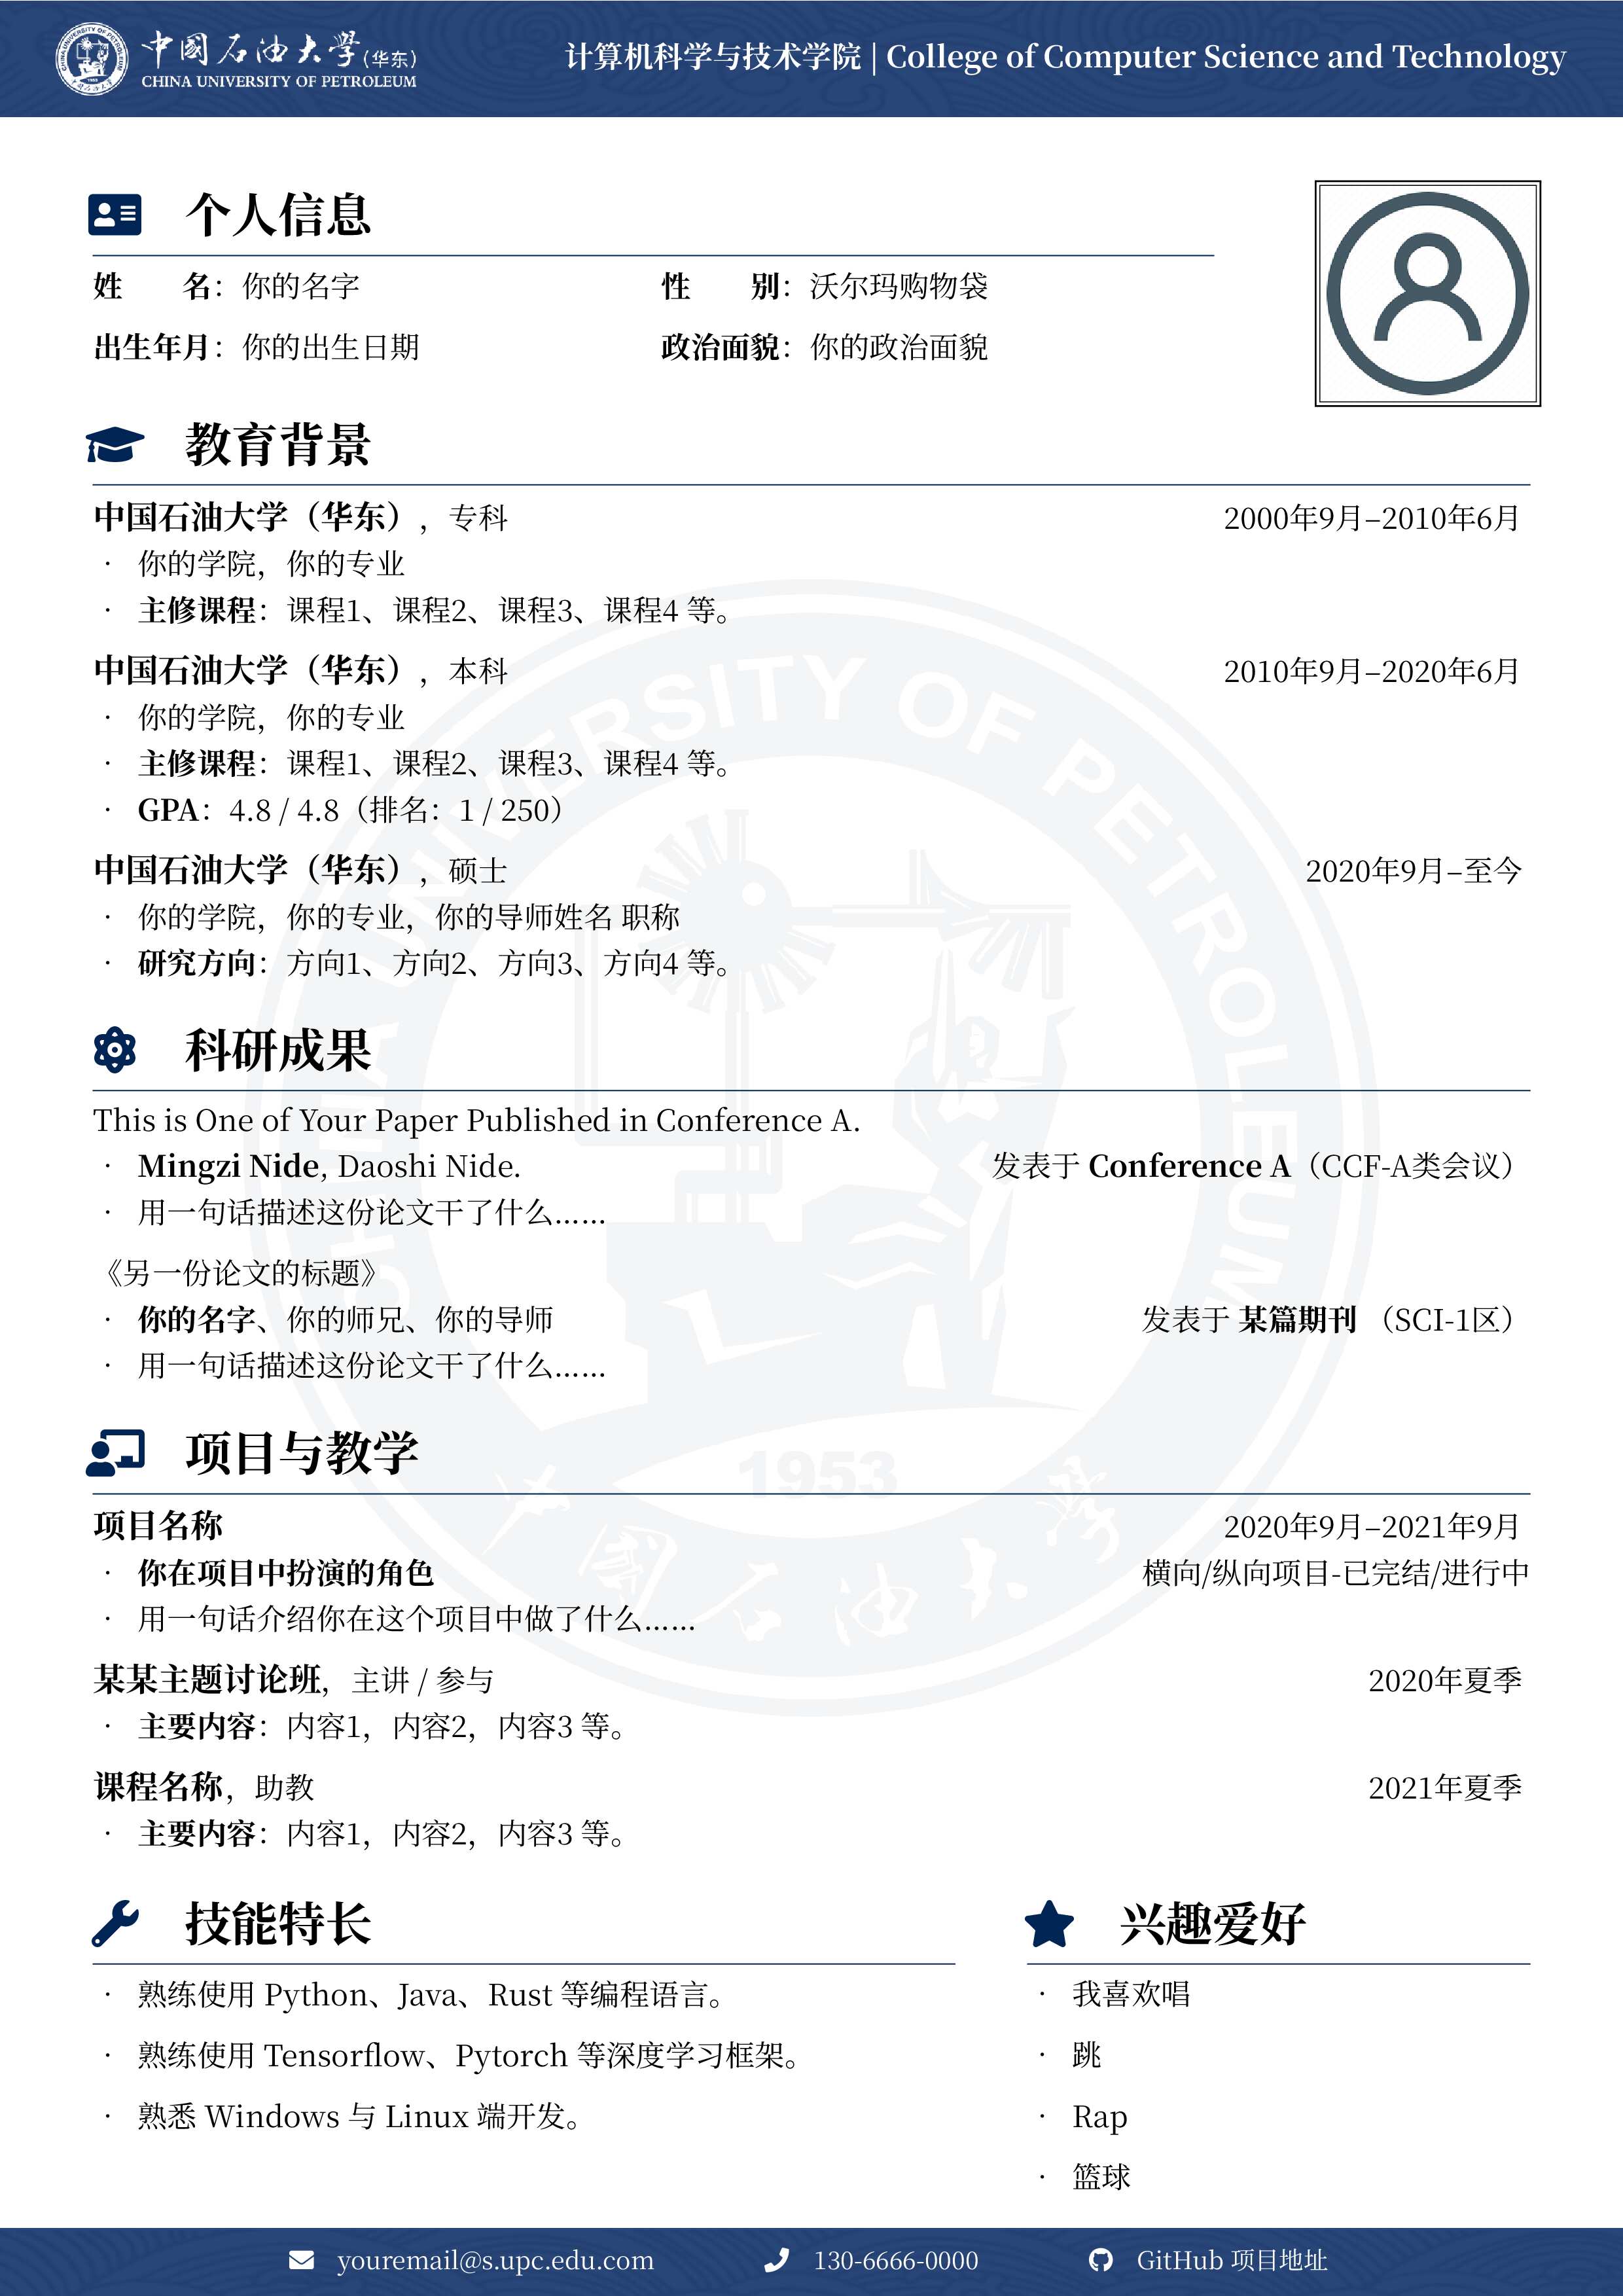 中國石油大学(华东)
CHINA UNIVERSITY OF PETROLEUM
计算机科学与技术学院 | College of Computer Science and Technology
个人信息
姓　　名：你的名字　　性　　别：沃尔玛购物袋
出生年月：你的出生日期　　政治面貌：你的政治面貌
教育背景
中国石油大学（华东），专科　　2000年9月–2010年6月
· 你的学院，你的专业
· 主修课程：课程1、课程2、课程3、课程4 等。
中国石油大学（华东），本科　　2010年9月–2020年6月
· 你的学院，你的专业
· 主修课程：课程1、课程2、课程3、课程4 等。
· GPA：4.8 / 4.8（排名：1 / 250）
中国石油大学（华东），硕士　　2020年9月–至今
· 你的学院，你的专业，你的导师姓名 职称
· 研究方向：方向1、方向2、方向3、方向4 等。
科研成果
This is One of Your Paper Published in Conference A.
· Mingzi Nide, Daoshi Nide.　　发表于 Conference A（CCF-A类会议）
· 用一句话描述这份论文干了什么……
《另一份论文的标题》
· 你的名字、你的师兄、你的导师　　发表于 某篇期刊 （SCI-1区）
· 用一句话描述这份论文干了什么……
项目与教学
项目名称　　2020年9月–2021年9月
· 你在项目中扮演的角色　　横向/纵向项目-已完结/进行中
· 用一句话介绍你在这个项目中做了什么……
某某主题讨论班，主讲 / 参与　　2020年夏季
· 主要内容：内容1，内容2，内容3 等。
课程名称，助教　　2021年夏季
· 主要内容：内容1，内容2，内容3 等。
技能特长
· 熟练使用 Python、Java、Rust 等编程语言。
· 熟练使用 Tensorflow、Pytorch 等深度学习框架。
· 熟悉 Windows 与 Linux 端开发。
兴趣爱好
· 我喜欢唱
· 跳
· Rap
· 篮球
CHINA UNIVERSITY OF PETROLEUM
1953
中國石油大学
youremail@s.upc.edu.com　　130-6666-0000　　GitHub 项目地址